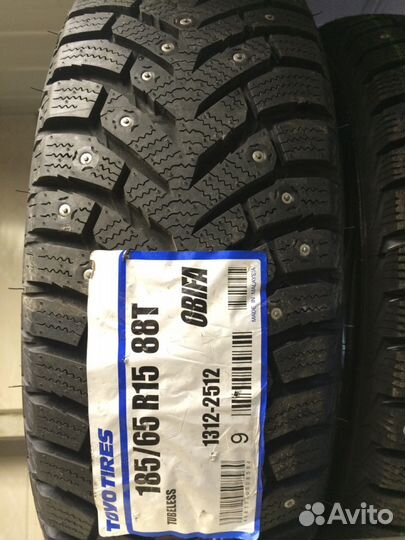 TOYO TIRES
185/65 R15 88T
TUBELESS
OBIFA
1312-2512
9
MADE IN MALAYSIA
Avito